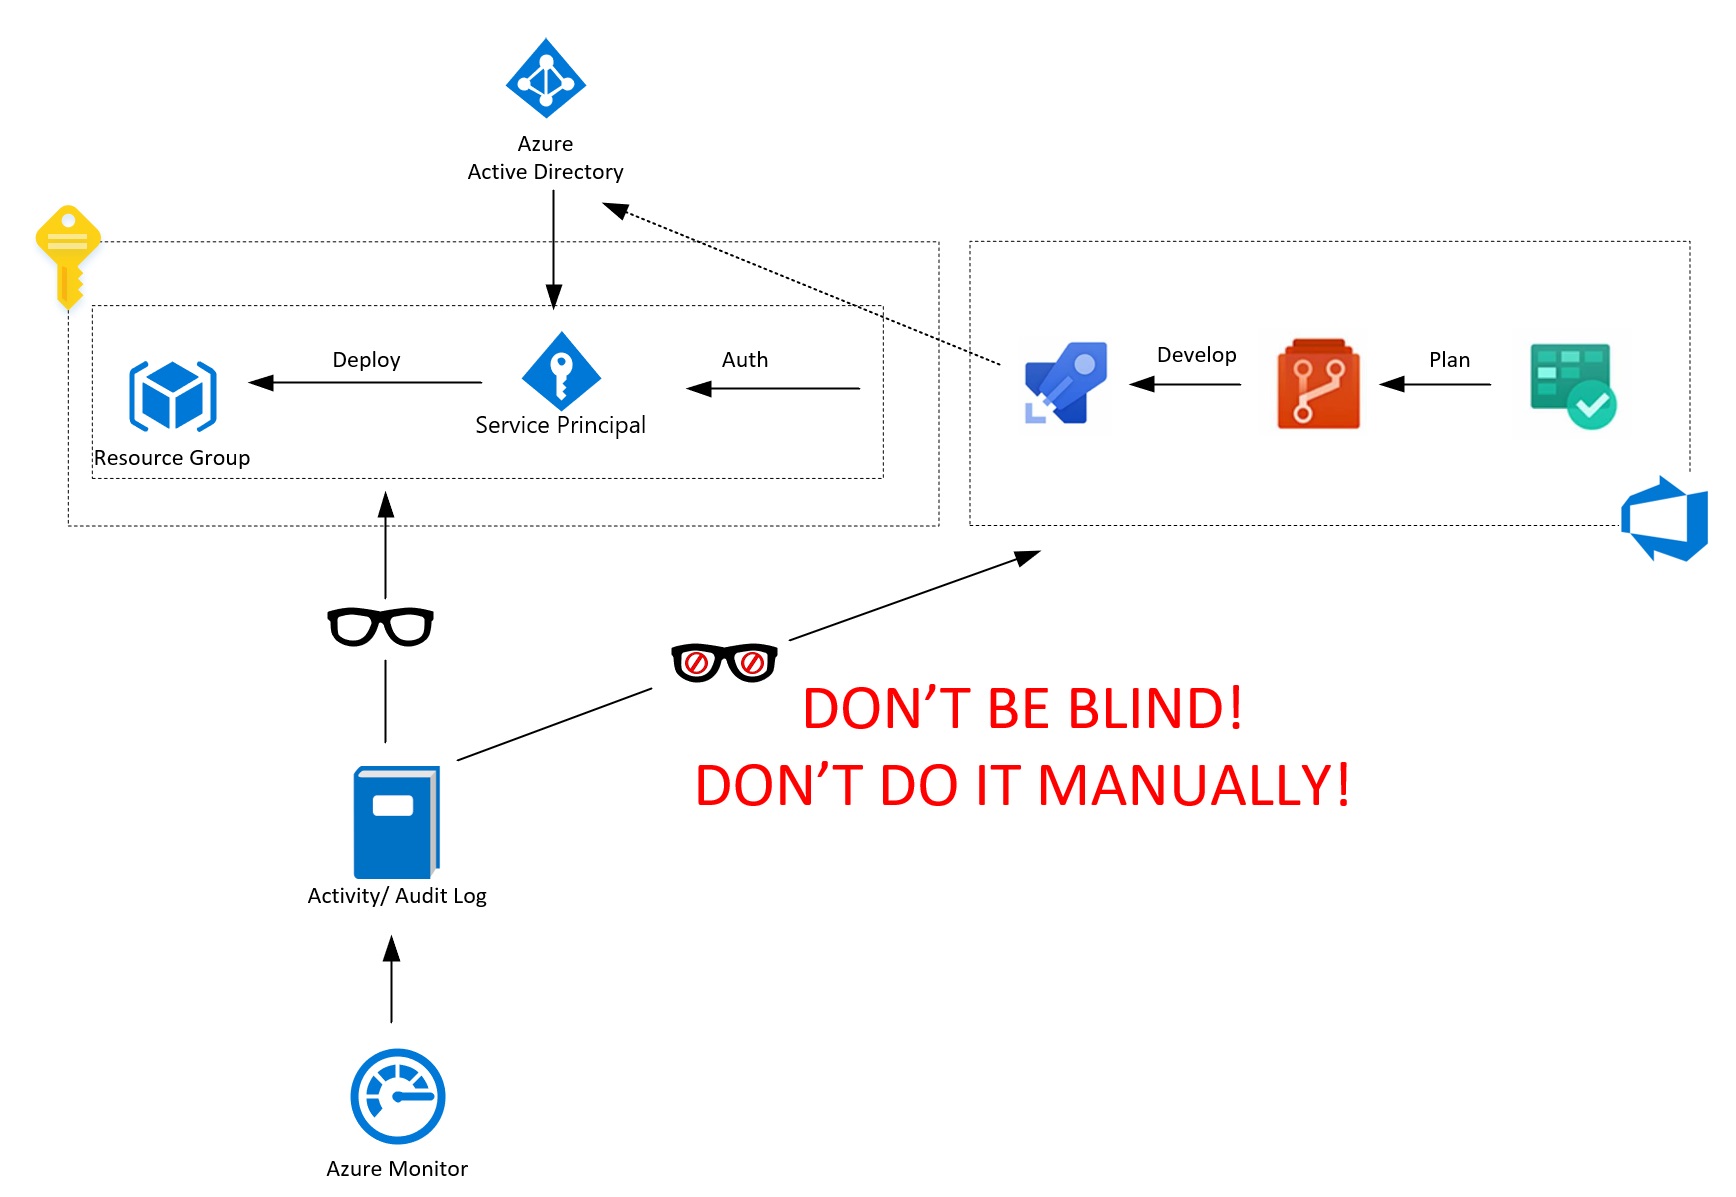 Azure
Active Directory
Deploy
Auth
Develop
Plan
Service Principal
Resource Group
DON’T BE BLIND!
DON’T DO IT MANUALLY!
Activity/ Audit Log
Azure Monitor